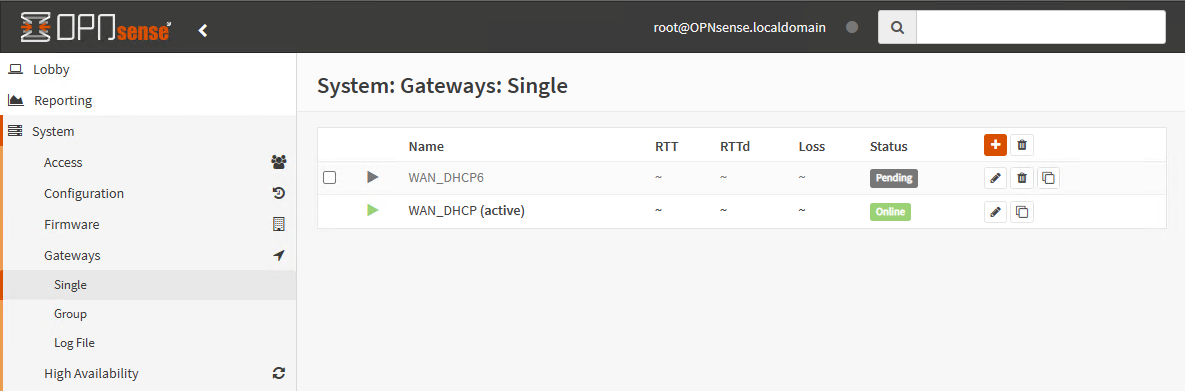 OPNsense
root@OPNsense.localdomain
Lobby
Reporting
System
Access
Configuration
Firmware
Gateways
Single
Group
Log File
High Availability
System: Gateways: Single
Name RTT RTTd Loss Status
WAN_DHCP6 ~ ~ ~ Pending
WAN_DHCP (active) ~ ~ ~ Online